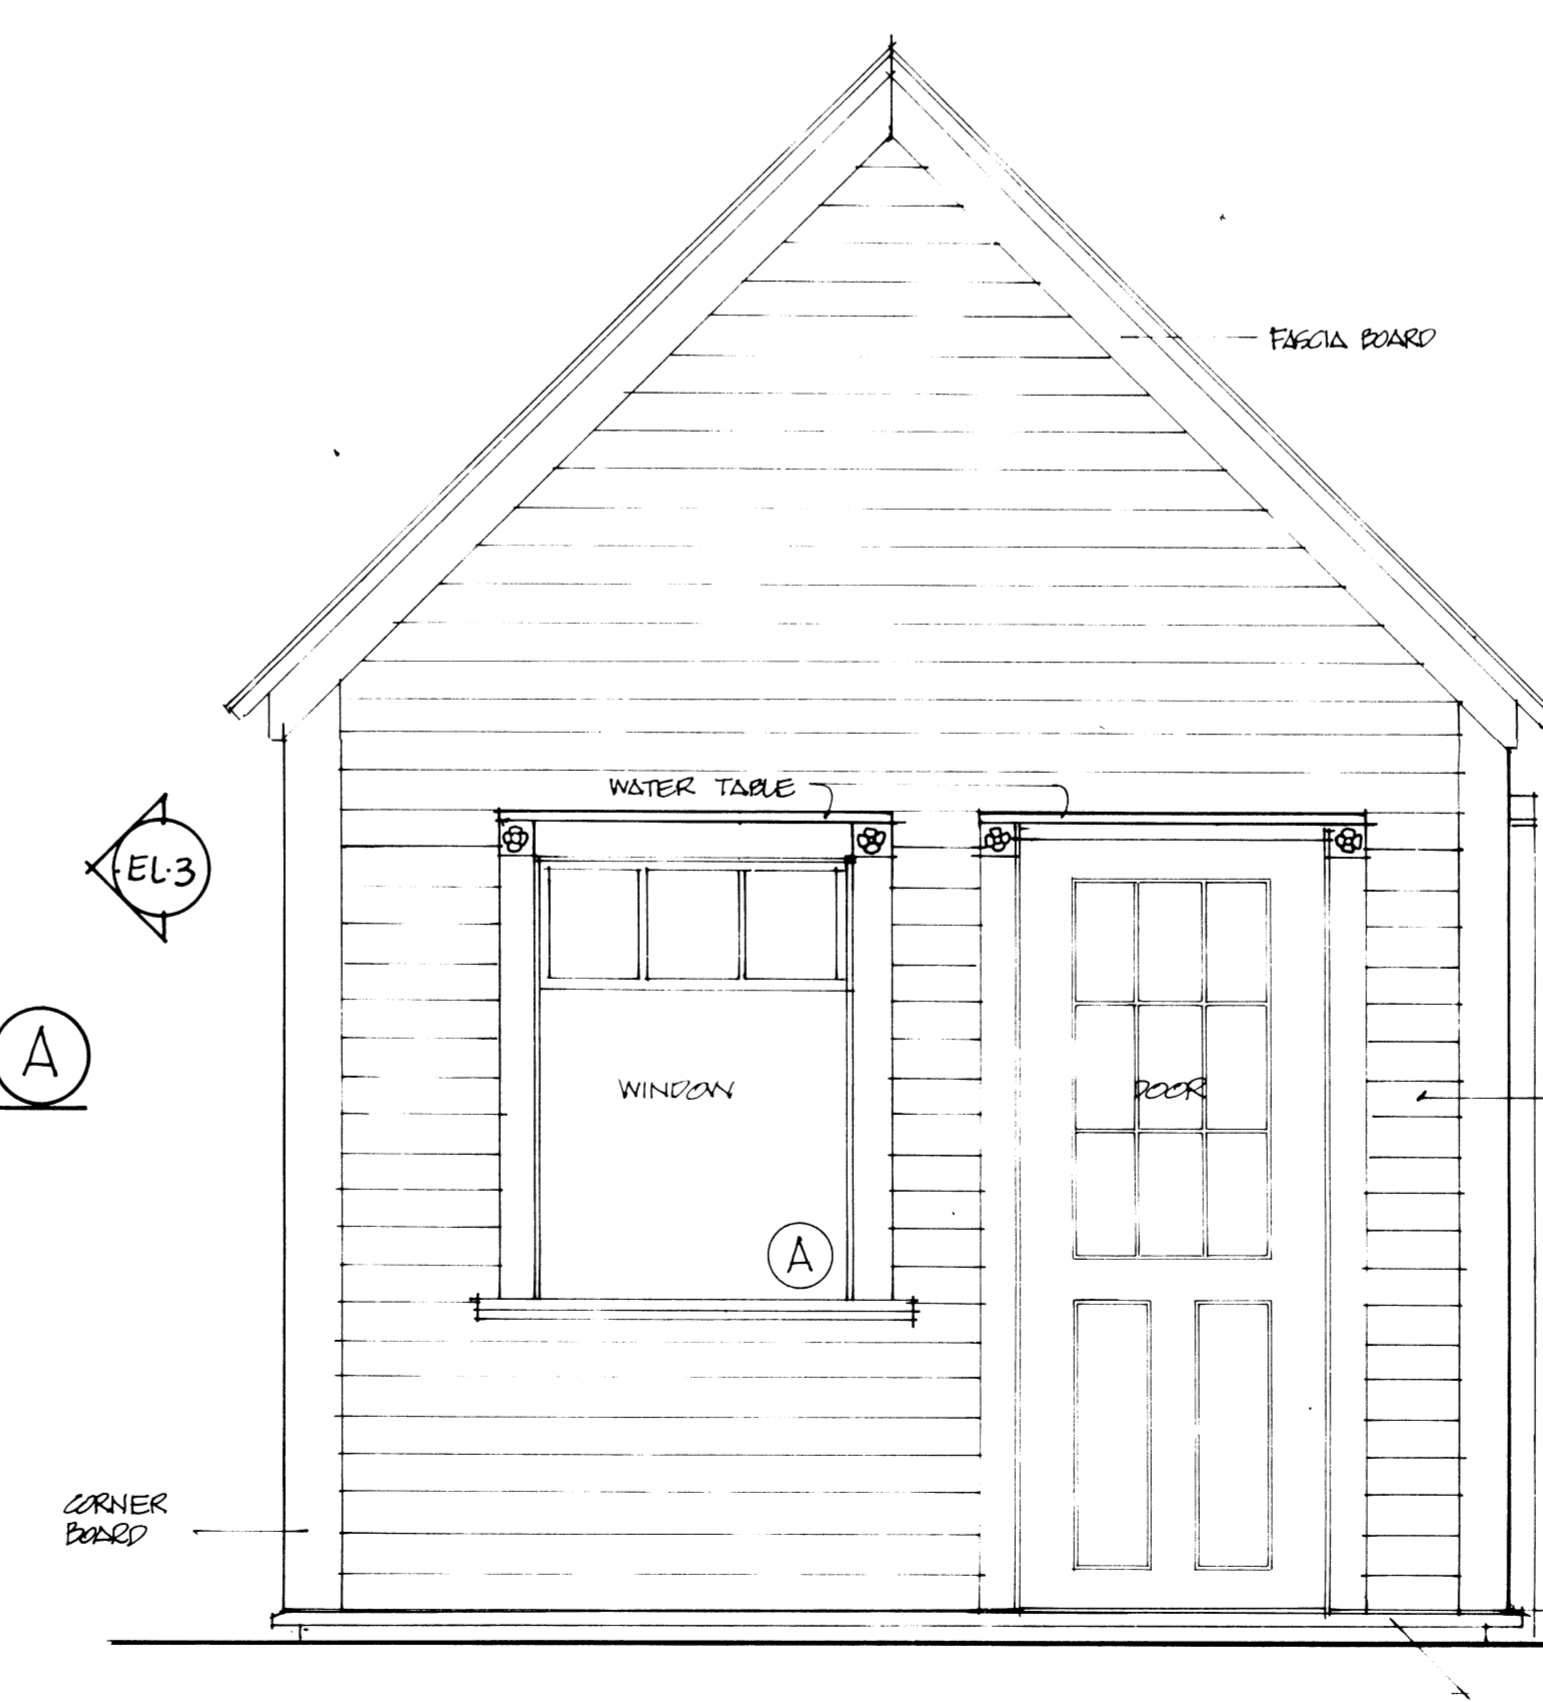 FASCIA BOARD
WATER TABLE
EL.3
A
WINDOW
DOOR
A
CORNER
BOARD